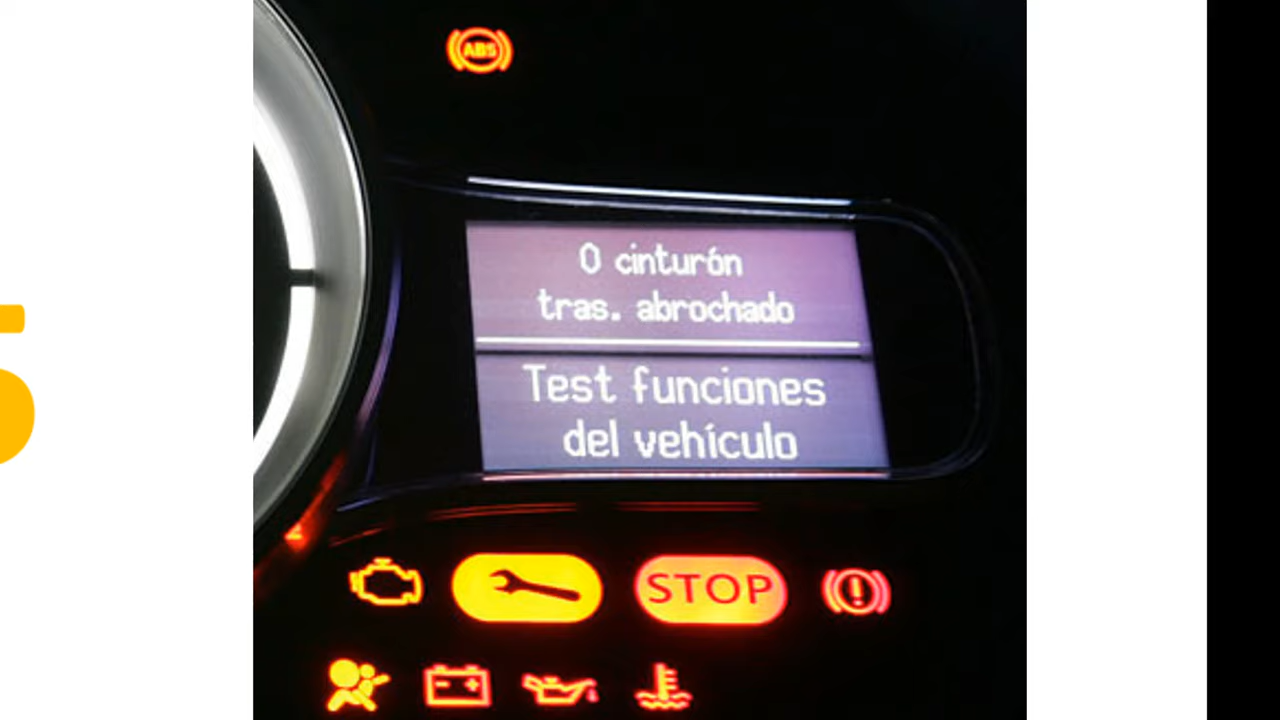 ABS
0 cinturón
tras. abrochado
Test funciones
del vehículo
STOP